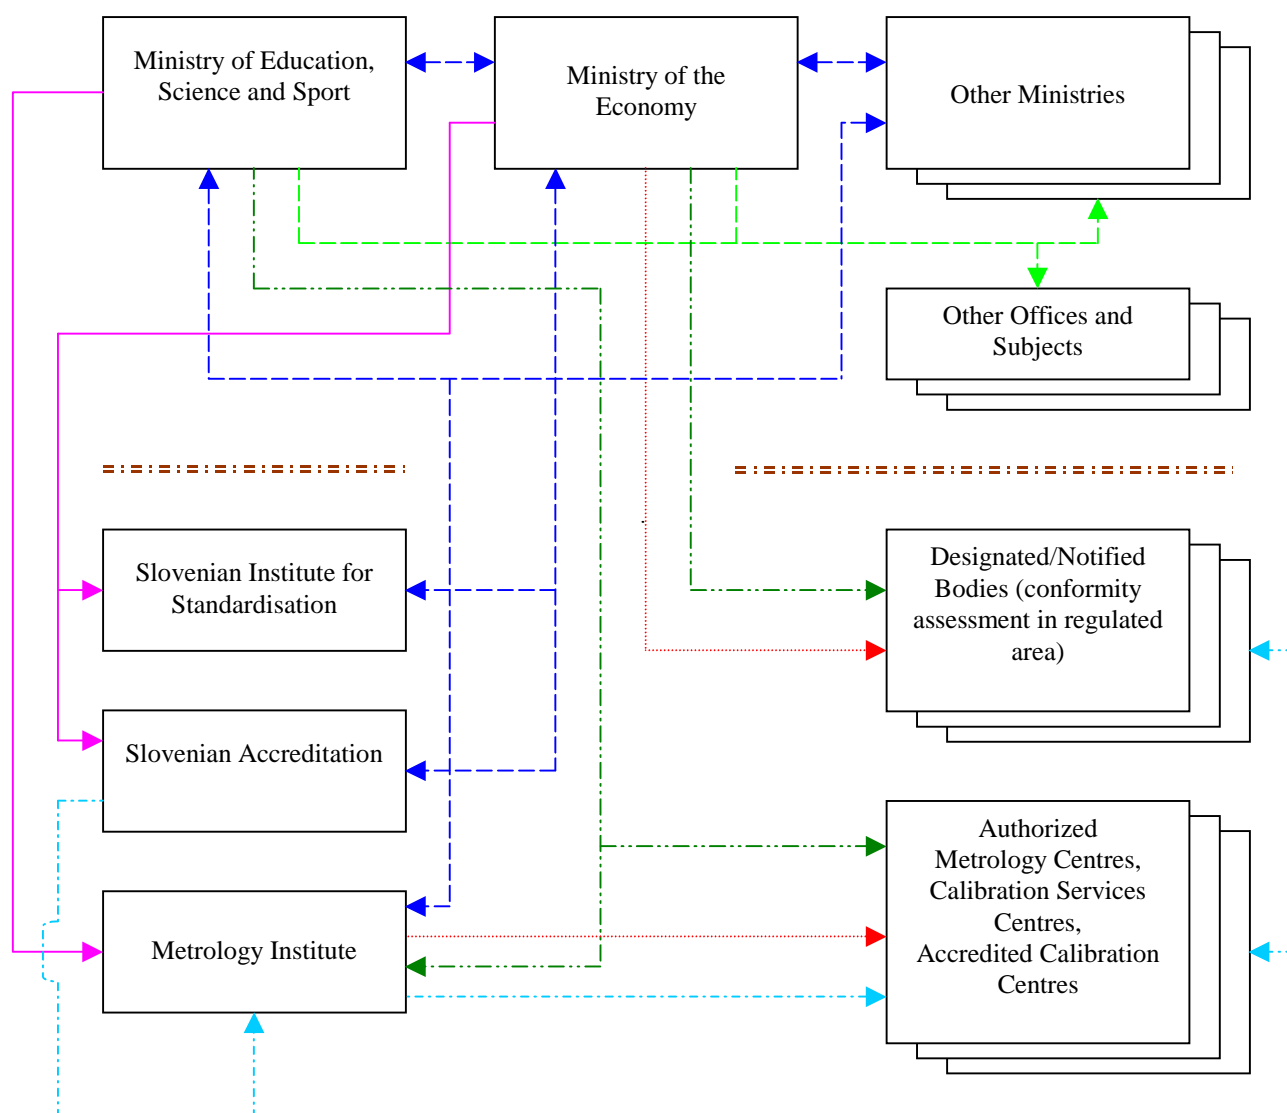 Ministry of Education,
Science and Sport
Ministry of the
Economy
Other Ministries
Other Offices and
Subjects
Slovenian Institute for
Standardisation
Designated/Notified
Bodies (conformity
assessment in regulated
area)
Slovenian Accreditation
Authorized
Metrology Centres,
Calibration Services
Centres,
Accredited Calibration
Centres
Metrology Institute